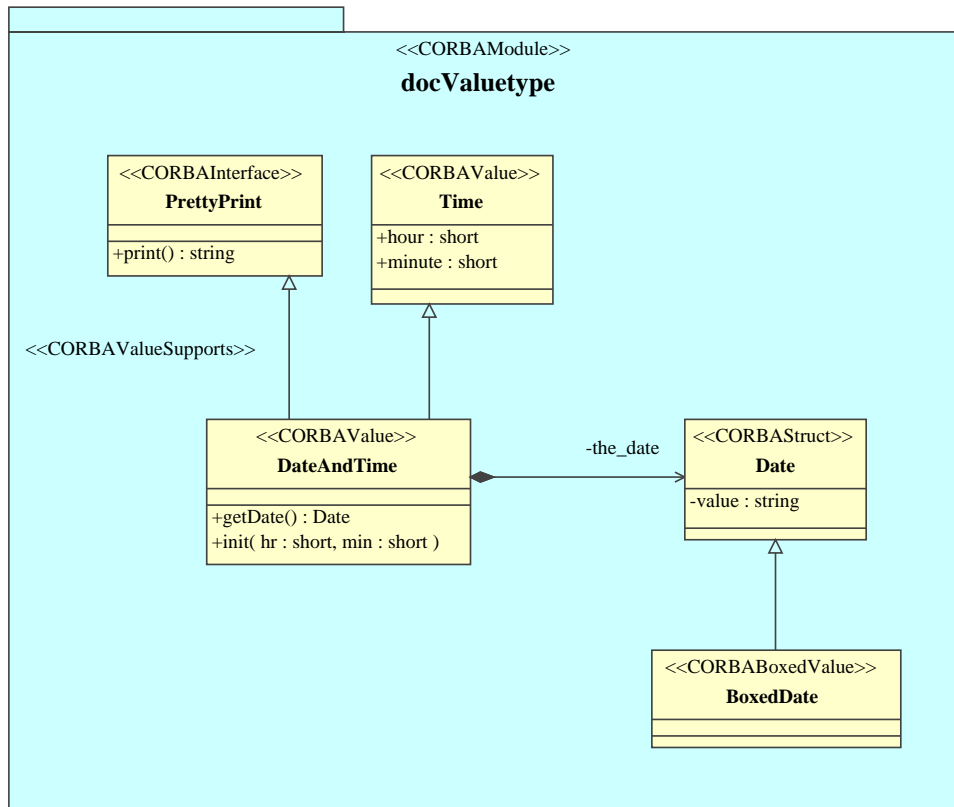 <<CORBAModule>>
docValuetype
<<CORBAInterface>>
PrettyPrint
+print() : string
<<CORBAValue>>
Time
+hour : short
+minute : short
<<CORBAValueSupports>>
<<CORBAValue>>
DateAndTime
+getDate() : Date
+init( hr : short, min : short )
-the_date
<<CORBAStruct>>
Date
-value : string
<<CORBABoxedValue>>
BoxedDate